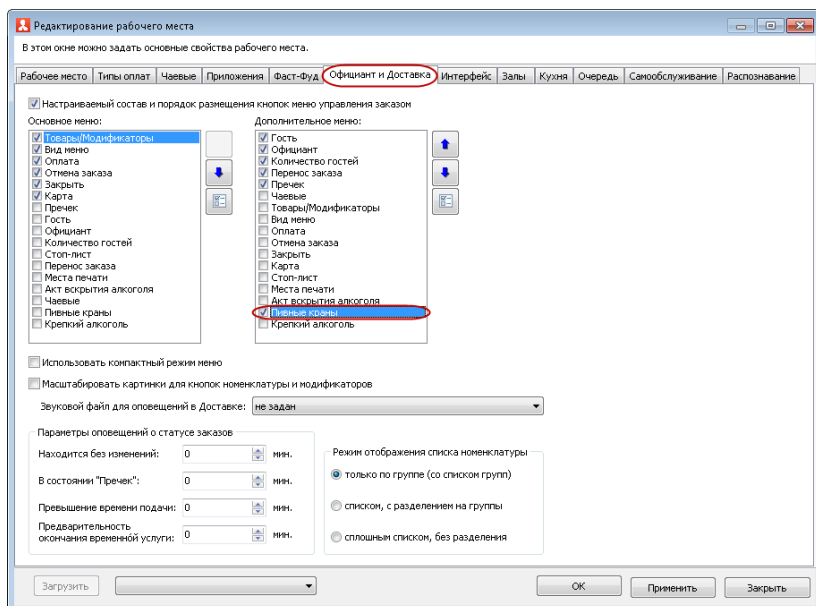 Редактирование рабочего места
В этом окне можно задать основные свойства рабочего места.
Рабочее место Типы оплат Чаевые Приложения Фаст-Фуд Официант и Доставка Интерфейс Залы Кухня Очередь Самообслуживание Распознавание
Настраиваемый состав и порядок размещения кнопок меню управления заказом
Основное меню:
Товары/Модификаторы
Вид меню
Оплата
Отмена заказа
Закрыть
Карта
Пречек
Гость
Официант
Количество гостей
Стоп-лист
Перенос заказа
Места печати
Акт вскрытия алкоголя
Чаевые
Пивные краны
Крепкий алкоголь
Дополнительное меню:
Гость
Официант
Количество гостей
Перенос заказа
Пречек
Чаевые
Товары/Модификаторы
Вид меню
Оплата
Отмена заказа
Закрыть
Карта
Стоп-лист
Места печати
Акт вскрытия алкоголя
Пивные краны
Крепкий алкоголь
Использовать компактный режим меню
Масштабировать картинки для кнопок номенклатуры и модификаторов
Звуковой файл для оповещений в Доставке: не задан
Параметры оповещений о статусе заказов
Находится без изменений: 0 мин.
В состоянии "Пречек": 0 мин.
Превышение времени подачи: 0 мин.
Предварительность
окончания временно́й услуги: 0 мин.
Режим отображения списка номенклатуры
только по группе (со списком групп)
списком, с разделением на группы
сплошным списком, без разделения
Загрузить OK Применить Закрыть